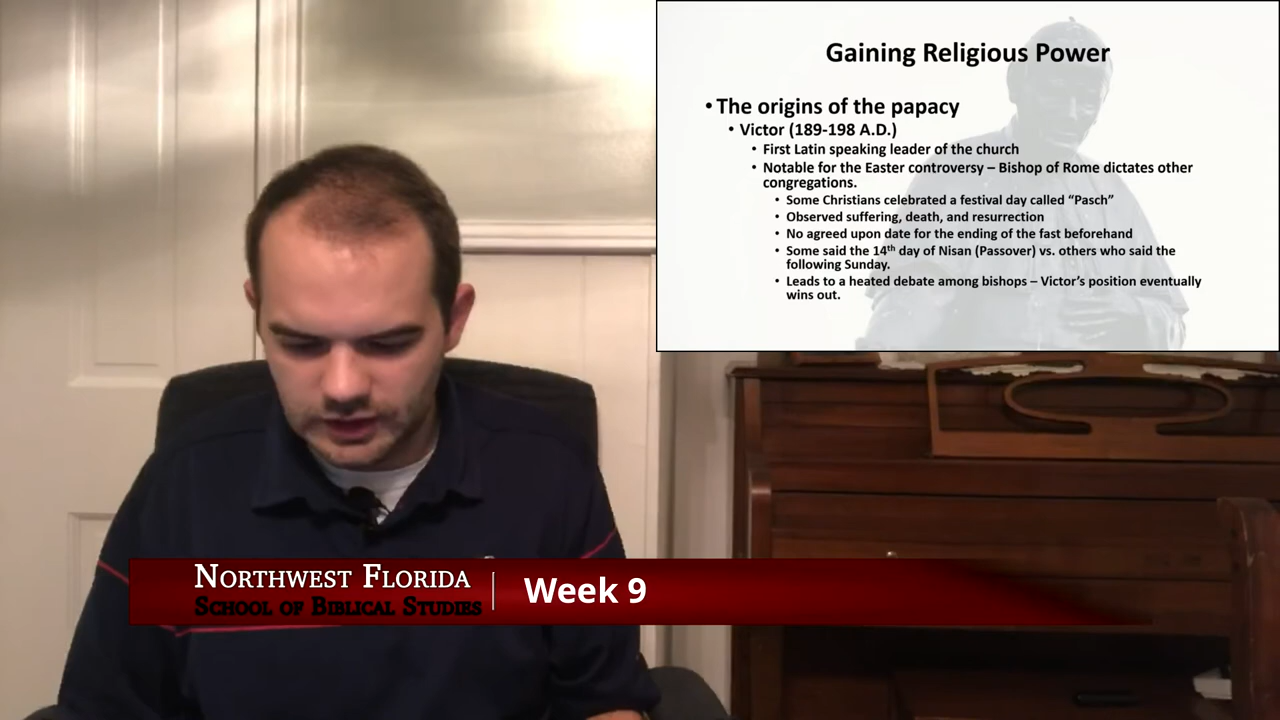 Gaining Religious Power
• The origins of the papacy
• Victor (189-198 A.D.)
• First Latin speaking leader of the church
• Notable for the Easter controversy – Bishop of Rome dictates other
congregations.
• Some Christians celebrated a festival day called “Pasch”
• Observed suffering, death, and resurrection
• No agreed upon date for the ending of the fast beforehand
• Some said the 14th day of Nisan (Passover) vs. others who said the
following Sunday.
• Leads to a heated debate among bishops – Victor’s position eventually
wins out.
Northwest Florida
School of Biblical Studies
Week 9